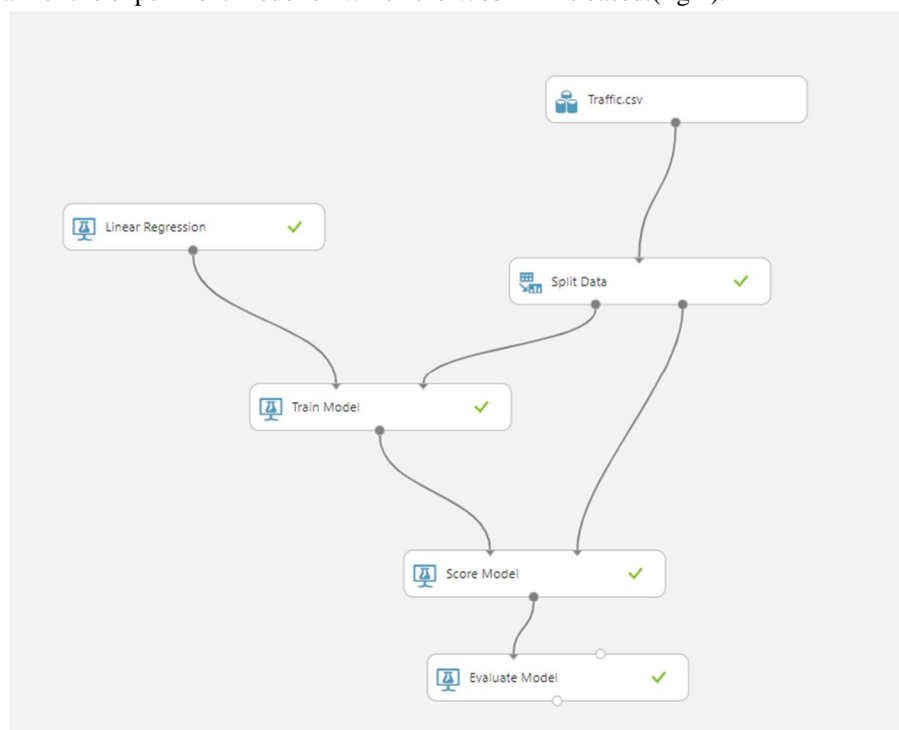 Traffic.csv
Linear Regression
Split Data
Train Model
Score Model
Evaluate Model